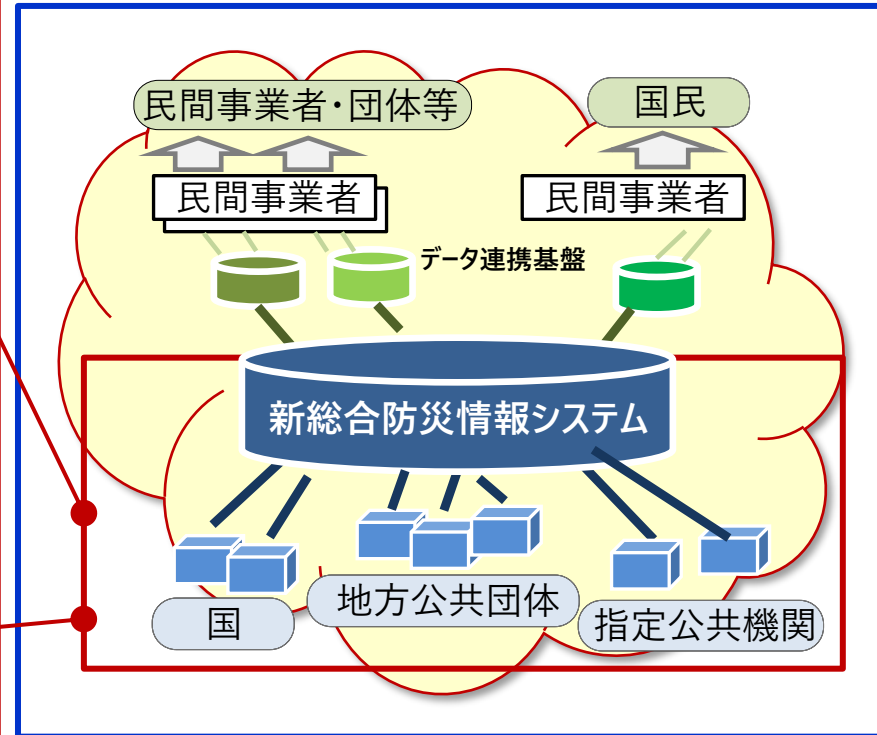 民間事業者・団体等
国民
民間事業者
民間事業者
データ連携基盤
新総合防災情報システム
国
地方公共団体
指定公共機関